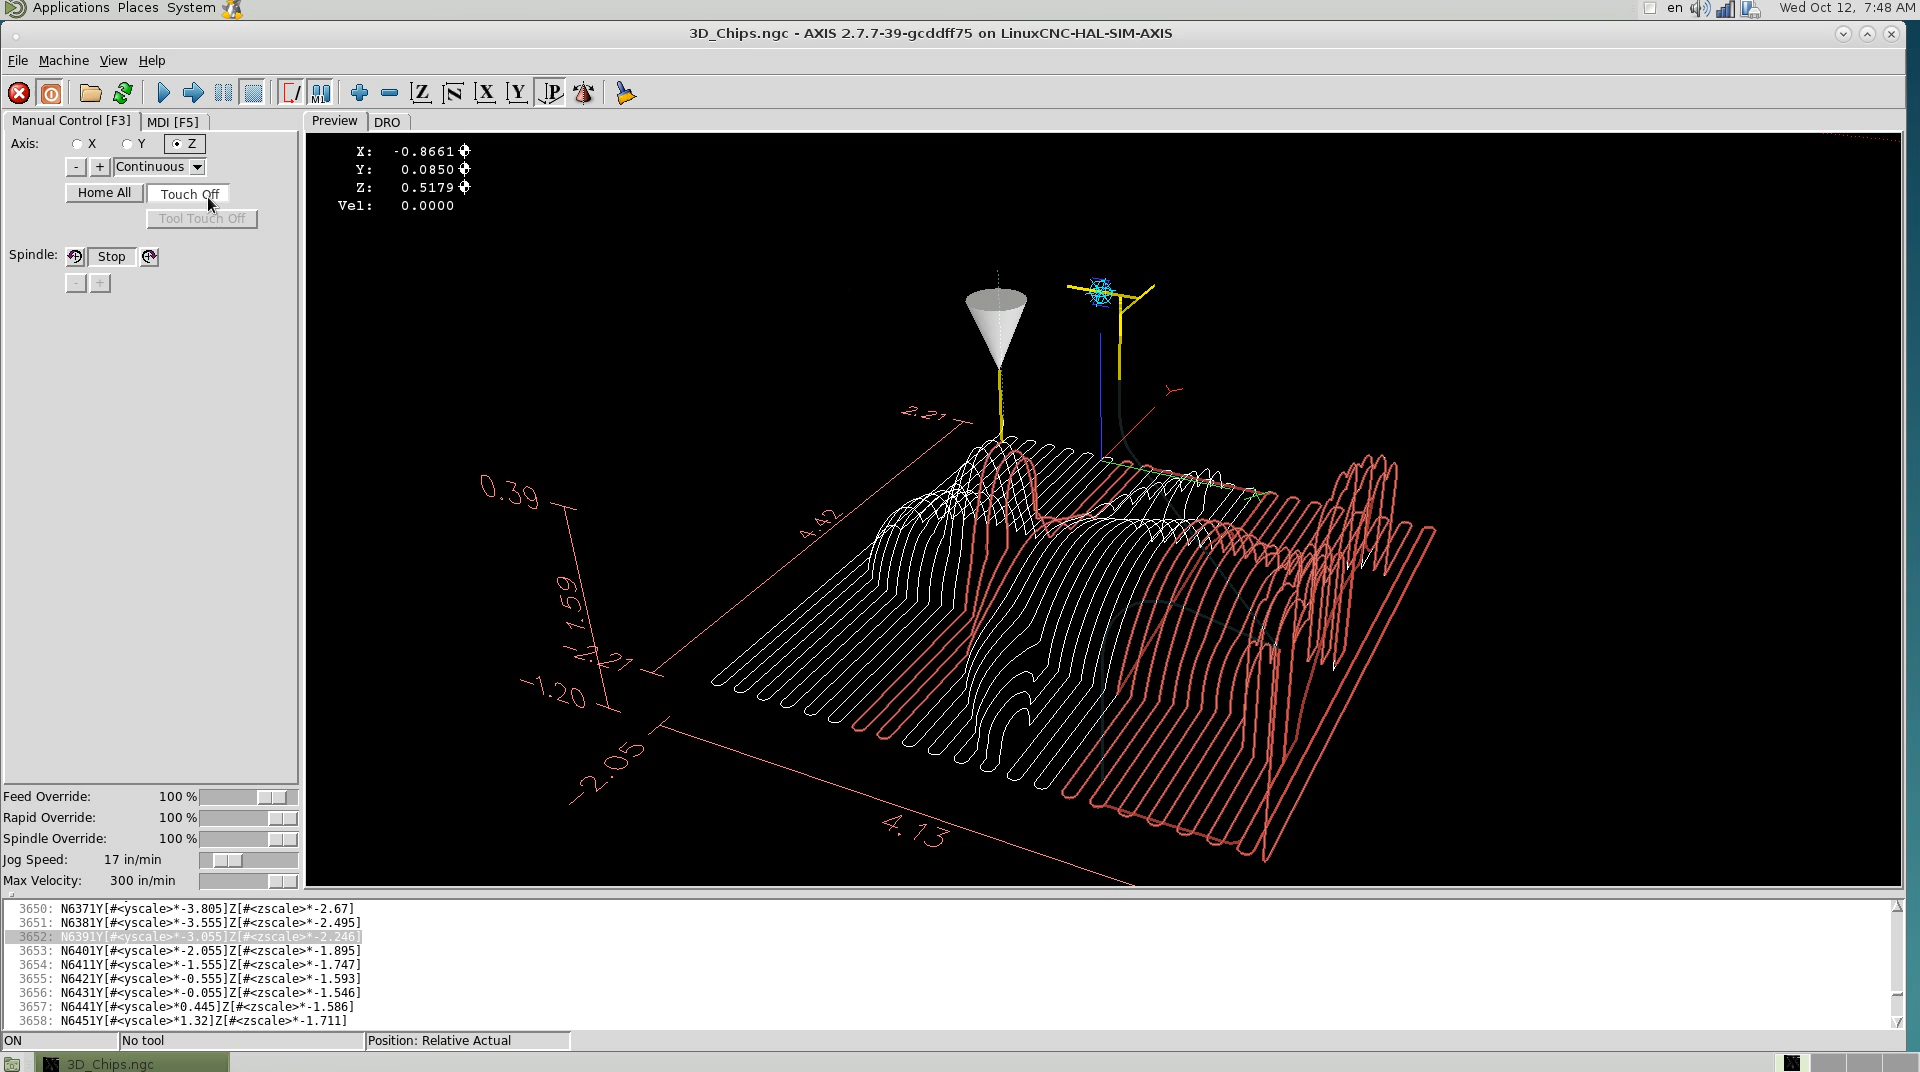 Applications Places System
en
Wed Oct 12, 7:48 AM
3D_Chips.ngc - AXIS 2.7.7-39-gcddff75 on LinuxCNC-HAL-SIM-AXIS
File Machine View Help
M1 Z N X Y P
Manual Control [F3] MDI [F5]
Preview DRO
Axis: X Y Z
- + Continuous
Home All Touch Off
Tool Touch Off
Spindle: Stop
- +
X: -0.8661
Y: 0.0850
Z: 0.5179
Vel: 0.0000
Y
2.21
0.39
4.42
1.59
-2.21
-1.20
-2.05
4.13
Feed Override: 100 %
Rapid Override: 100 %
Spindle Override: 100 %
Jog Speed: 17 in/min
Max Velocity: 300 in/min
3650: N6371Y[#<yscale>*-3.805]Z[#<zscale>*-2.67]
3651: N6381Y[#<yscale>*-3.555]Z[#<zscale>*-2.495]
3652: N6391Y[#<yscale>*-3.055]Z[#<zscale>*-2.246]
3653: N6401Y[#<yscale>*-2.055]Z[#<zscale>*-1.895]
3654: N6411Y[#<yscale>*-1.555]Z[#<zscale>*-1.747]
3655: N6421Y[#<yscale>*-0.555]Z[#<zscale>*-1.593]
3656: N6431Y[#<yscale>*-0.055]Z[#<zscale>*-1.546]
3657: N6441Y[#<yscale>*0.445]Z[#<zscale>*-1.586]
3658: N6451Y[#<yscale>*1.32]Z[#<zscale>*-1.711]
ON No tool Position: Relative Actual
3D_Chips.ngc